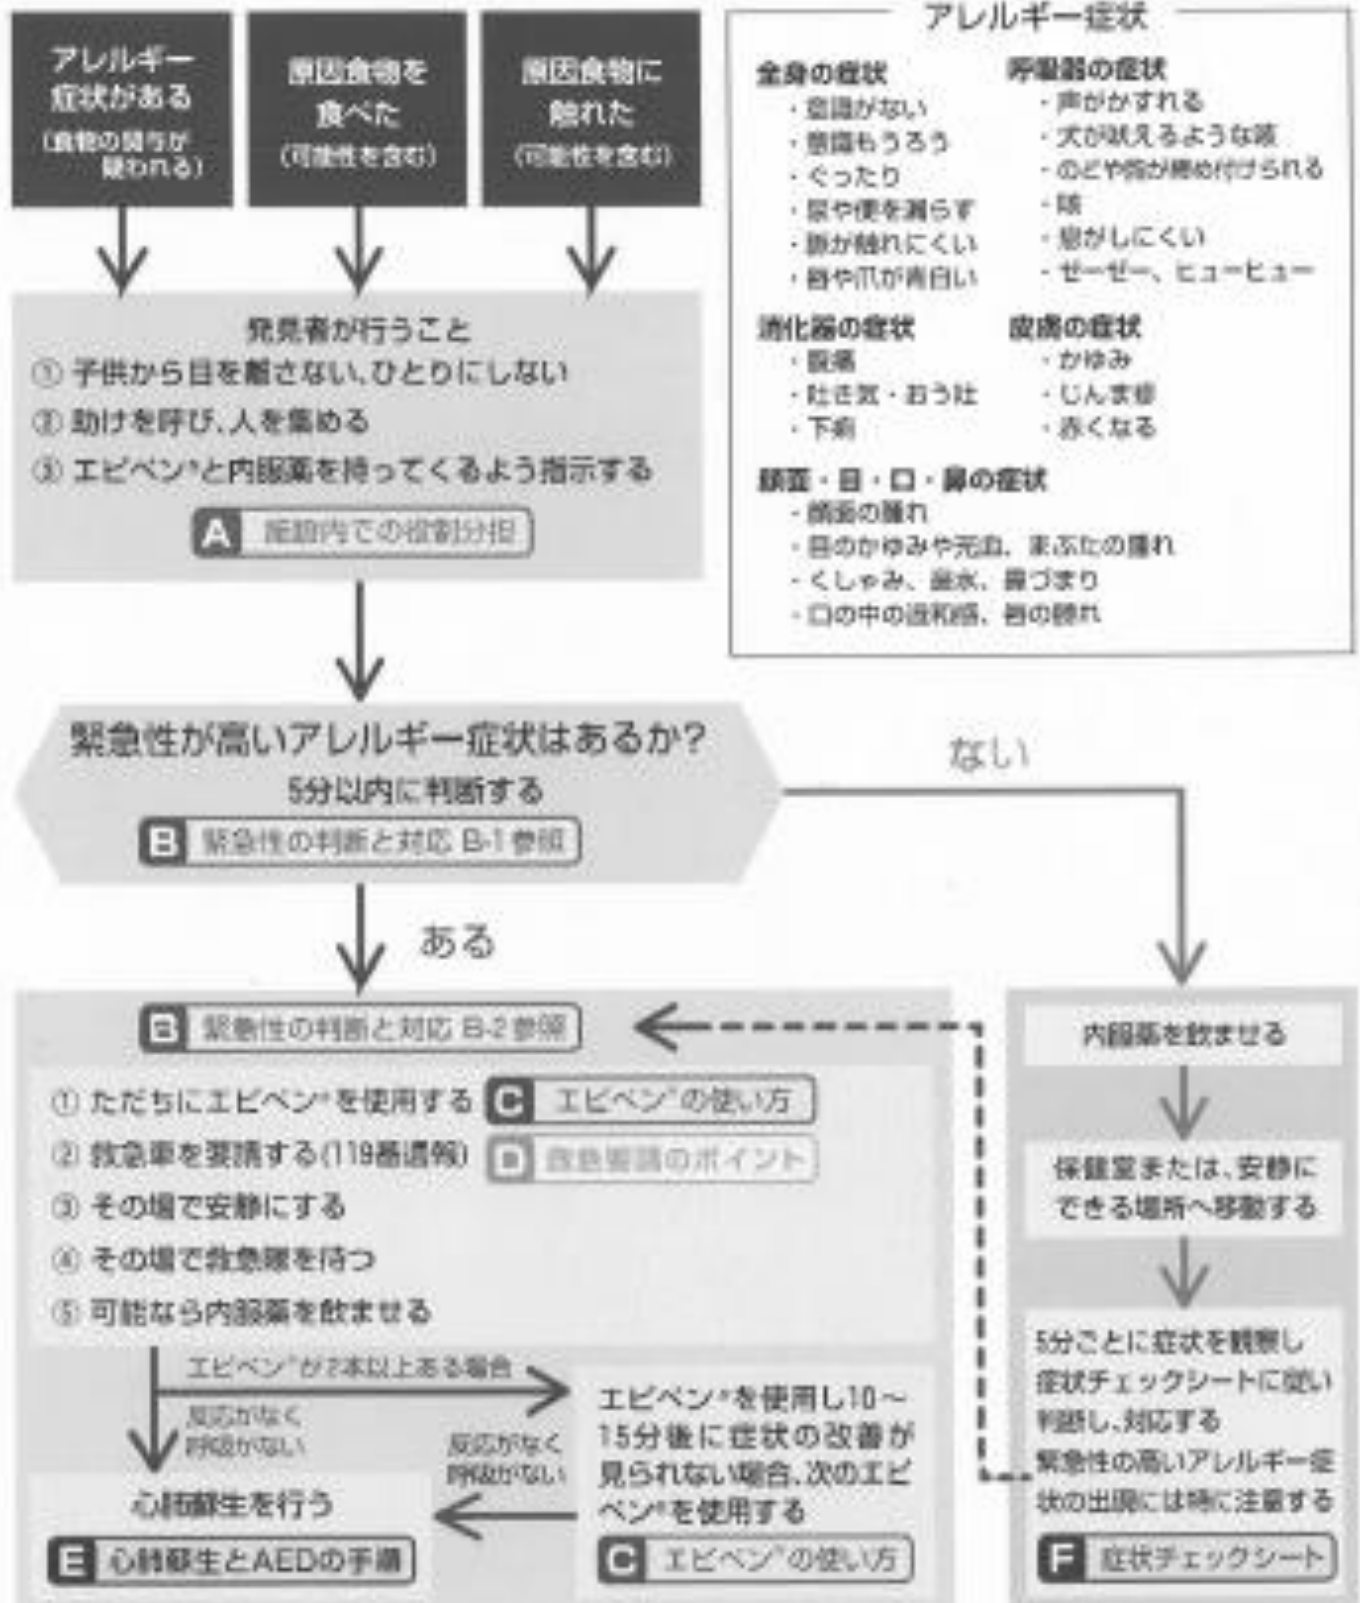 アレルギー
症状がある
(食物の関与が
疑われる)
原因食物を
食べた
(可能性を含む)
原因食物に
触れた
(可能性を含む)
発見者が行うこと
① 子供から目を離さない、ひとりにしない
② 助けを呼び、人を集める
③ エピペン®と内服薬を持ってくるよう指示する
A 施設内での役割分担
アレルギー症状
全身の症状
・意識がない
・意識もうろう
・ぐったり
・尿や便を漏らす
・脈が触れにくい
・唇や爪が青白い
呼吸器の症状
・声がかすれる
・犬が吠えるような咳
・のどや胸が締め付けられる
・咳
・息がしにくい
・ゼーゼー、ヒューヒュー
消化器の症状
・腹痛
・吐き気・おう吐
・下痢
皮膚の症状
・かゆみ
・じんま疹
・赤くなる
顔面・目・口・鼻の症状
・顔面の腫れ
・目のかゆみや充血、まぶたの腫れ
・くしゃみ、鼻水、鼻づまり
・口の中の違和感、唇の腫れ
緊急性が高いアレルギー症状はあるか?
5分以内に判断する
B 緊急性の判断と対応 B-1参照
ない
ある
B 緊急性の判断と対応 B-2参照
① ただちにエピペン®を使用する C エピペン®の使い方
② 救急車を要請する(119番通報) D 救急要請のポイント
③ その場で安静にする
④ その場で救急隊を待つ
⑤ 可能なら内服薬を飲ませる
エピペン®が2本以上ある場合
反応がなく
呼吸がない
反応がなく
呼吸がない
エピペン®を使用し10～
15分後に症状の改善が
見られない場合、次のエピ
ペン®を使用する
C エピペン®の使い方
心肺蘇生を行う
E 心肺蘇生とAEDの手順
内服薬を飲ませる
保健室または、安静に
できる場所へ移動する
5分ごとに症状を観察し
症状チェックシートに従い
判断し、対応する
緊急性の高いアレルギー症
状の出現には特に注意する
F 症状チェックシート